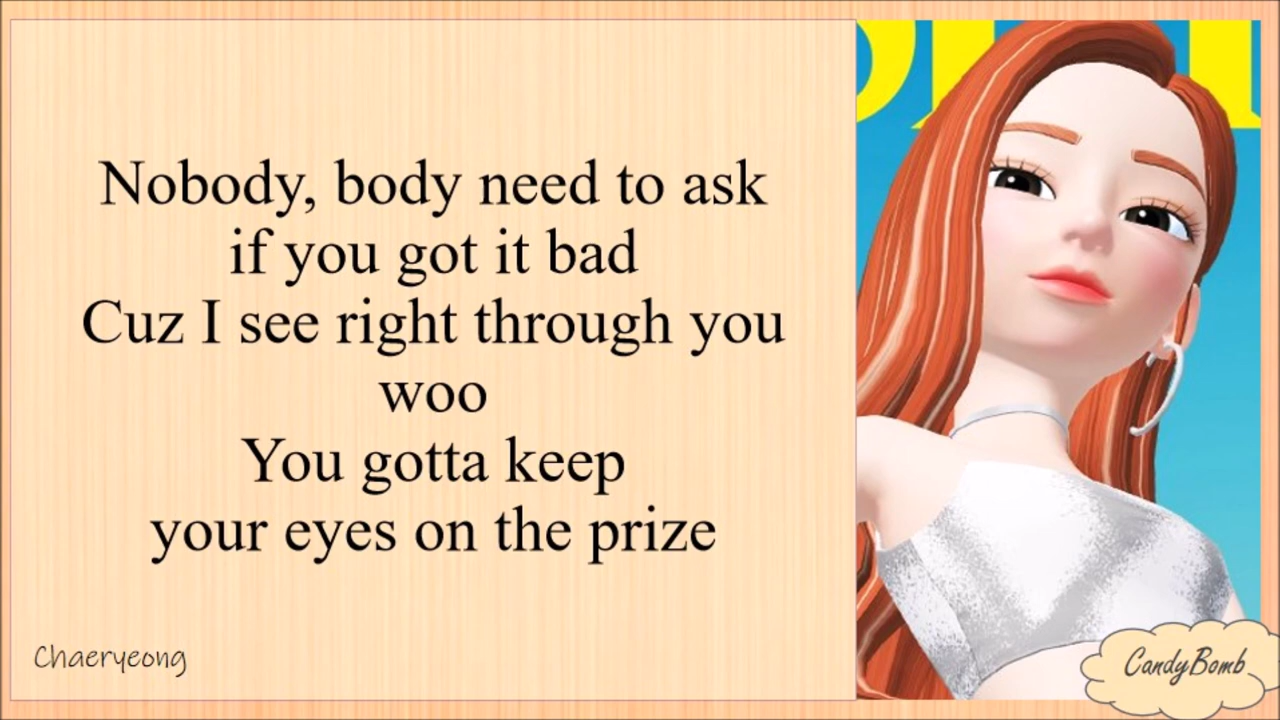 Nobody, body need to ask
if you got it bad
Cuz I see right through you
woo
You gotta keep
your eyes on the prize
Chaeryeong
CandyBomb